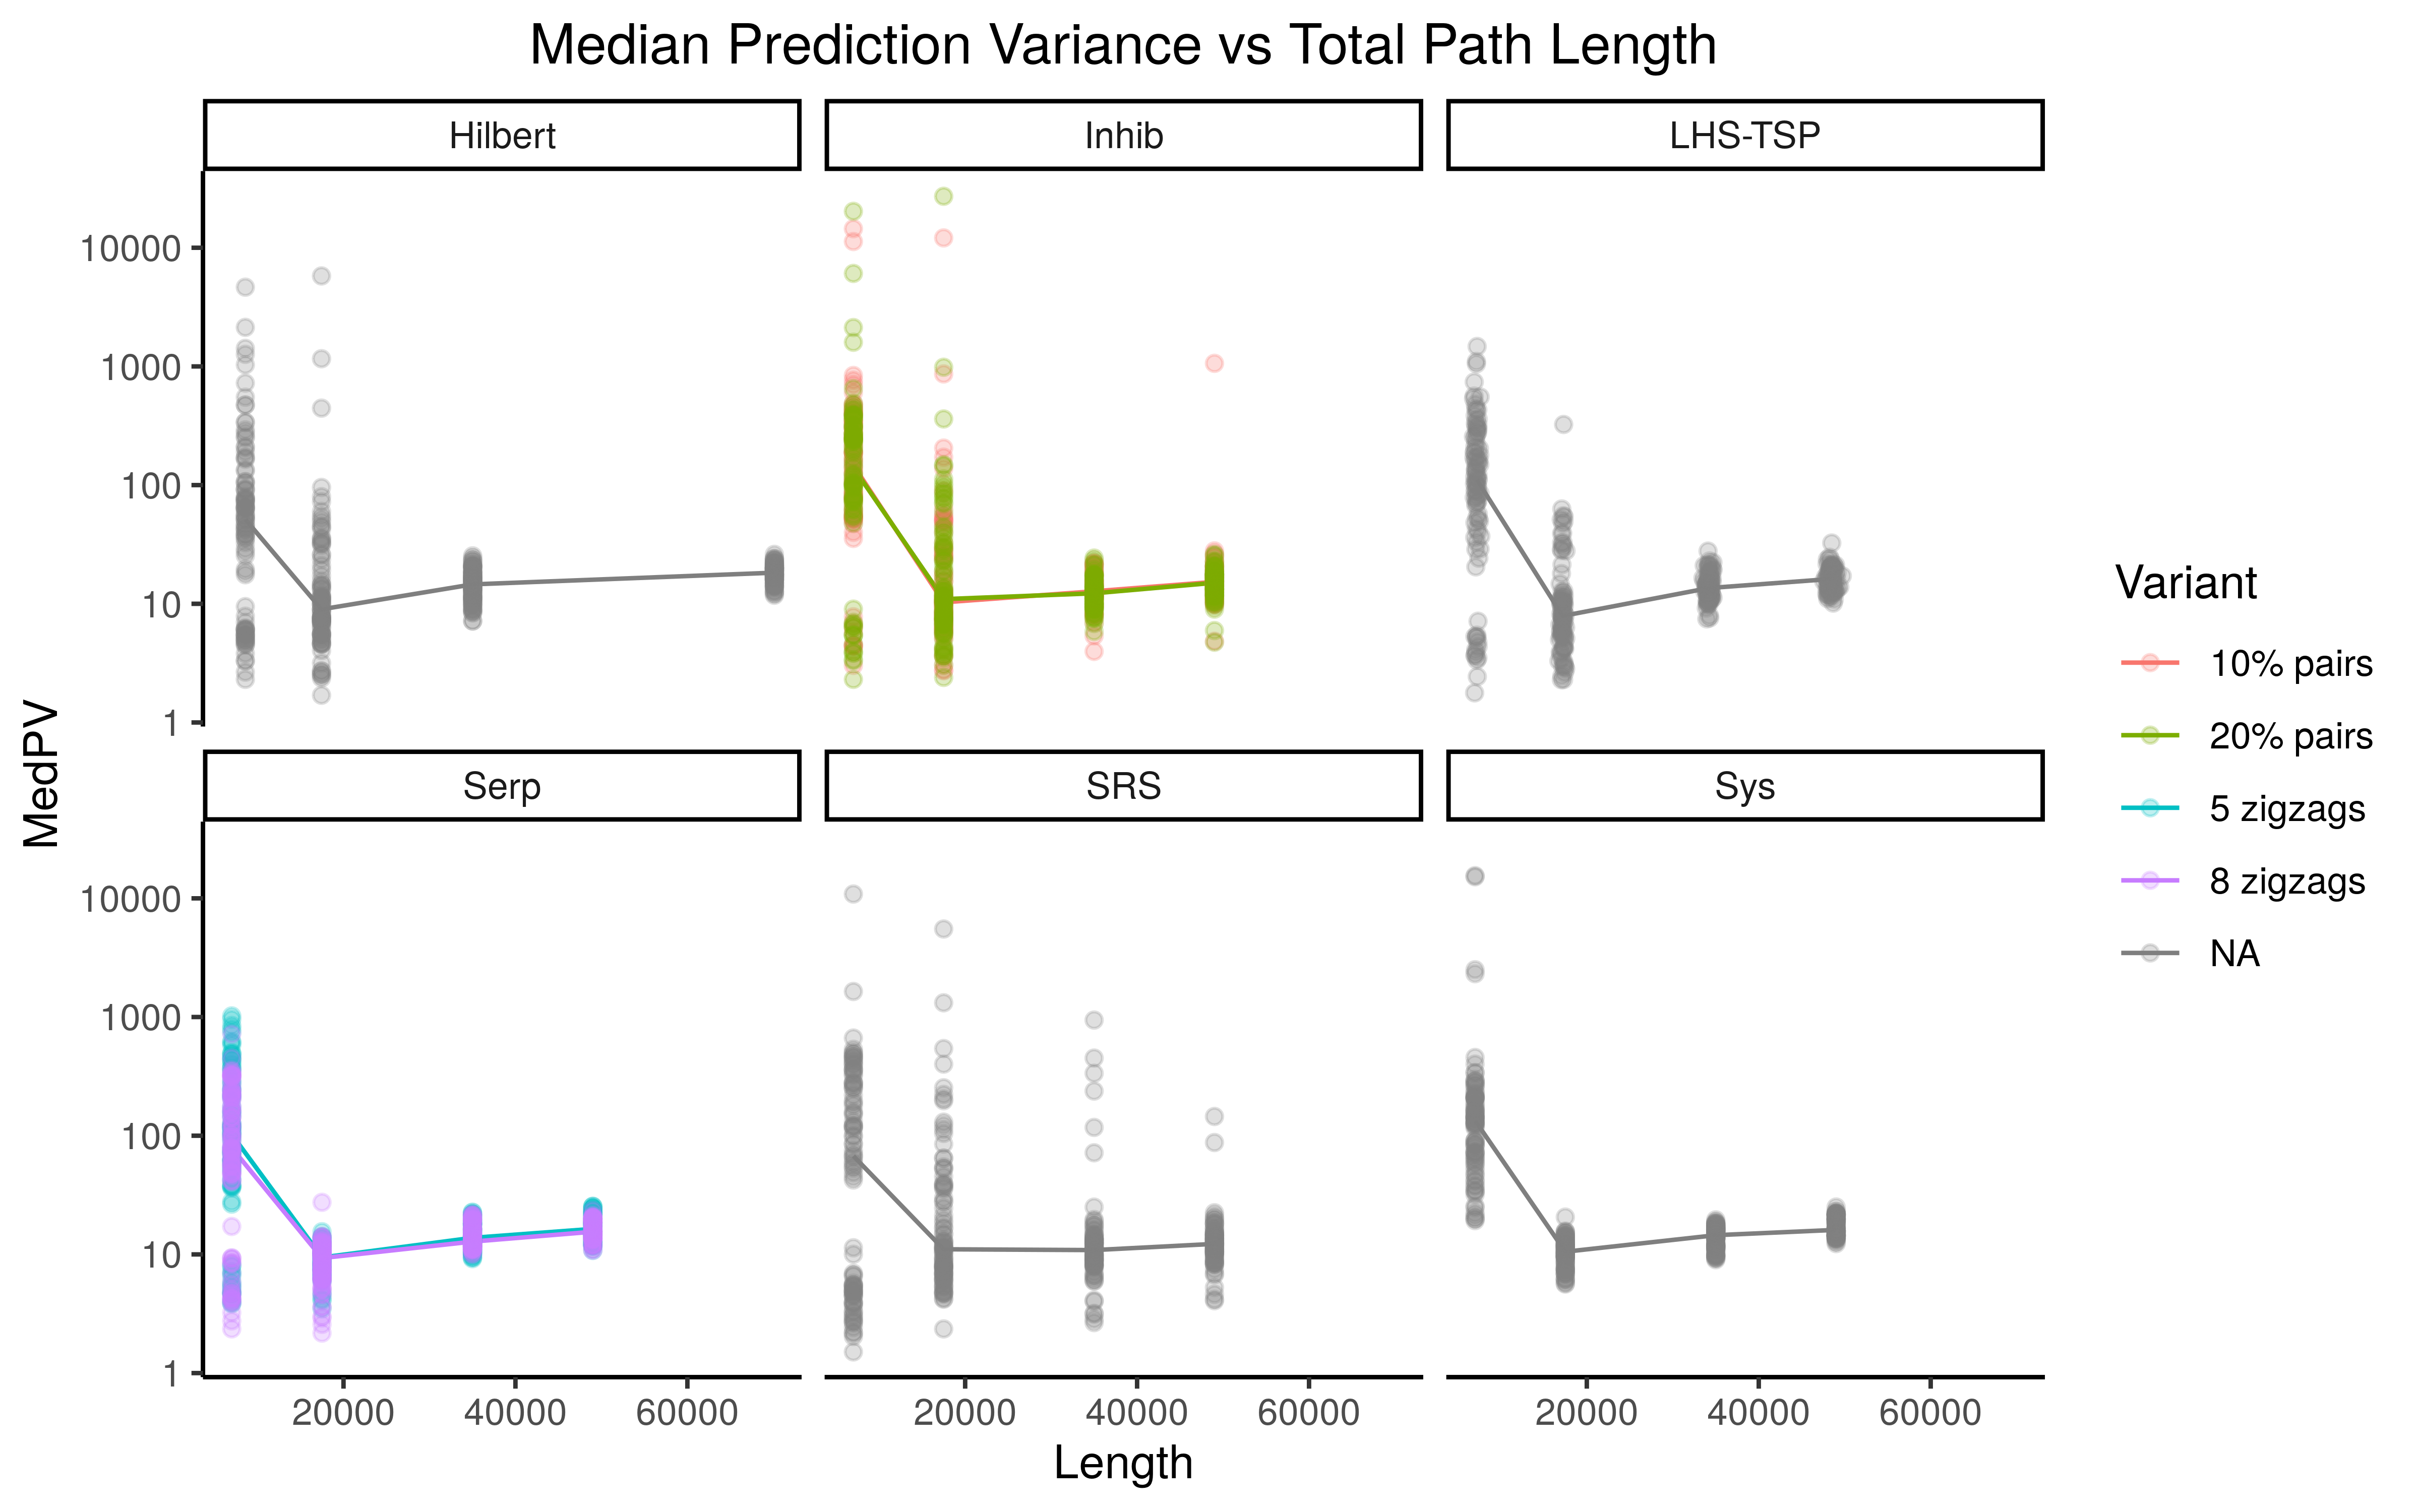 Median Prediction Variance vs Total Path Length
Hilbert
Inhib
LHS-TSP
10000
1000
100
10
1
MedPV
Serp
SRS
Sys
10000
1000
100
10
1
20000
40000
60000
20000
40000
60000
20000
40000
60000
Length
Variant
10% pairs
20% pairs
5 zigzags
8 zigzags
NA